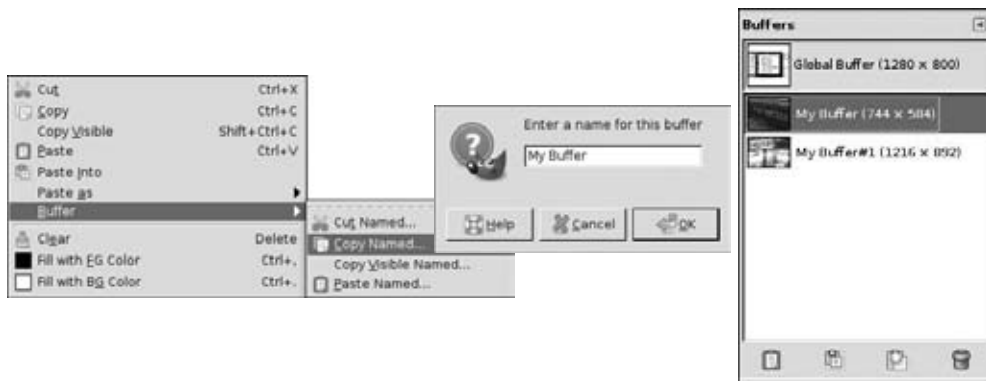 Cut Ctrl+X
Copy Ctrl+C
Copy Visible Shift+Ctrl+C
Paste Ctrl+V
Paste Into
Paste as
Buffer
Clear Delete
Fill with FG Color Ctrl+,
Fill with BG Color Ctrl+.
Cut Named...
Copy Named...
Copy Visible Named...
Paste Named...
Enter a name for this buffer
My Buffer
Help Cancel OK
Buffers
Global Buffer (1280 × 800)
My Buffer (744 × 584)
My Buffer#1 (1216 × 892)